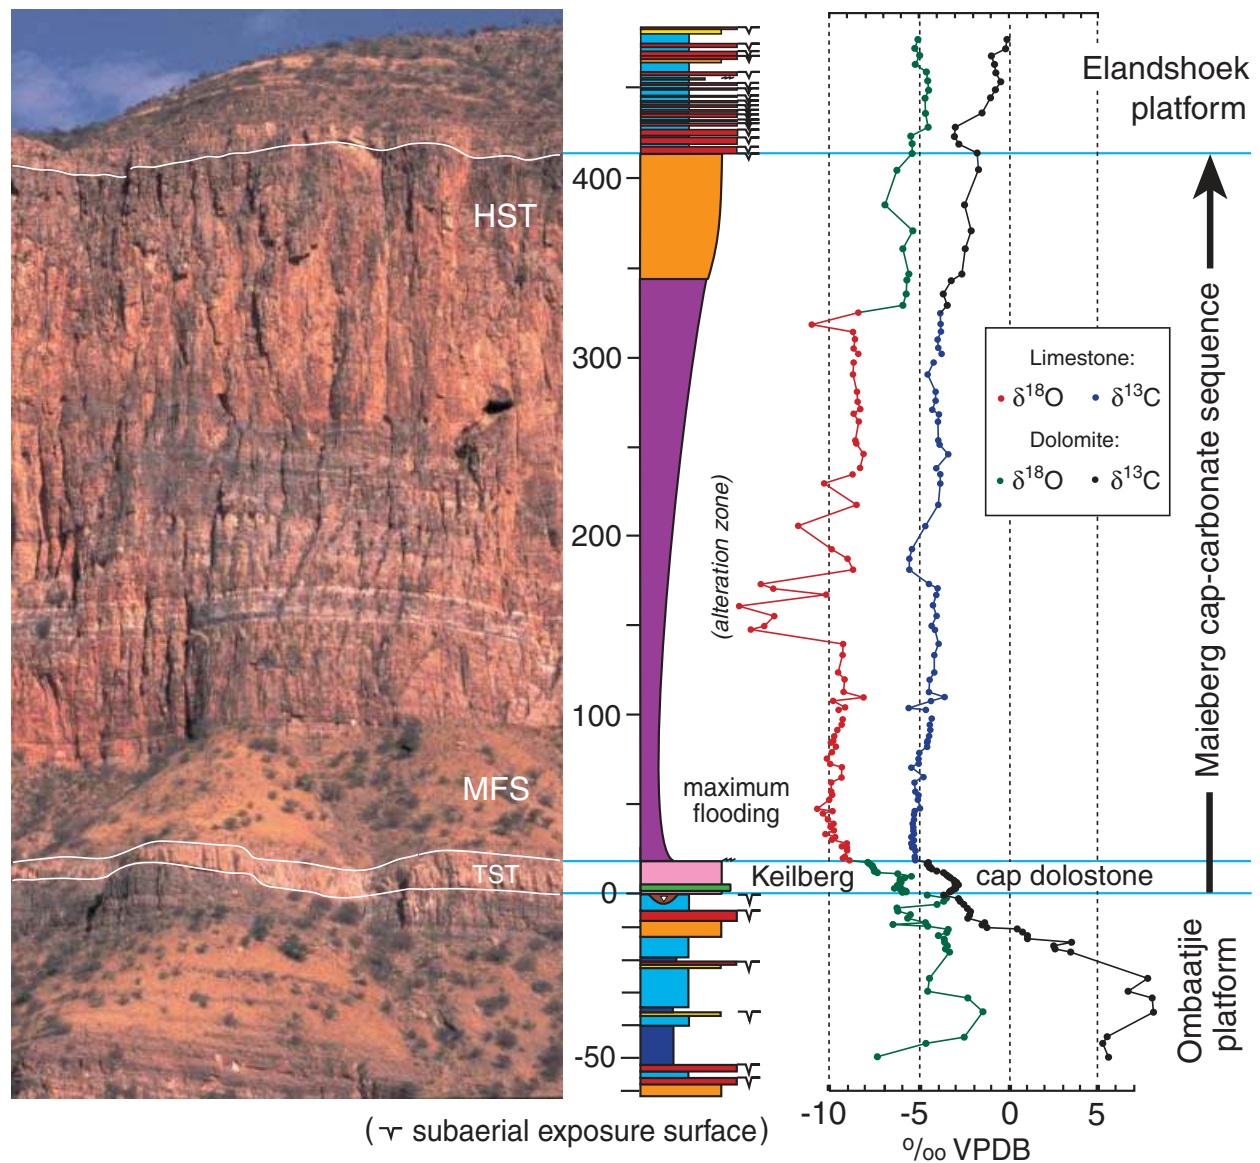 HST
MFS
TST
400
300
200
100
0
-50
(alteration zone)
maximum
flooding
Keilberg
cap dolostone
Elandshoek
platform
Maieberg cap-carbonate sequence
Ombaatjie
platform
Limestone:
δ18O
δ13C
Dolomite:
δ18O
δ13C
-10
-5
0
5
o/oo VPDB
( subaerial exposure surface)